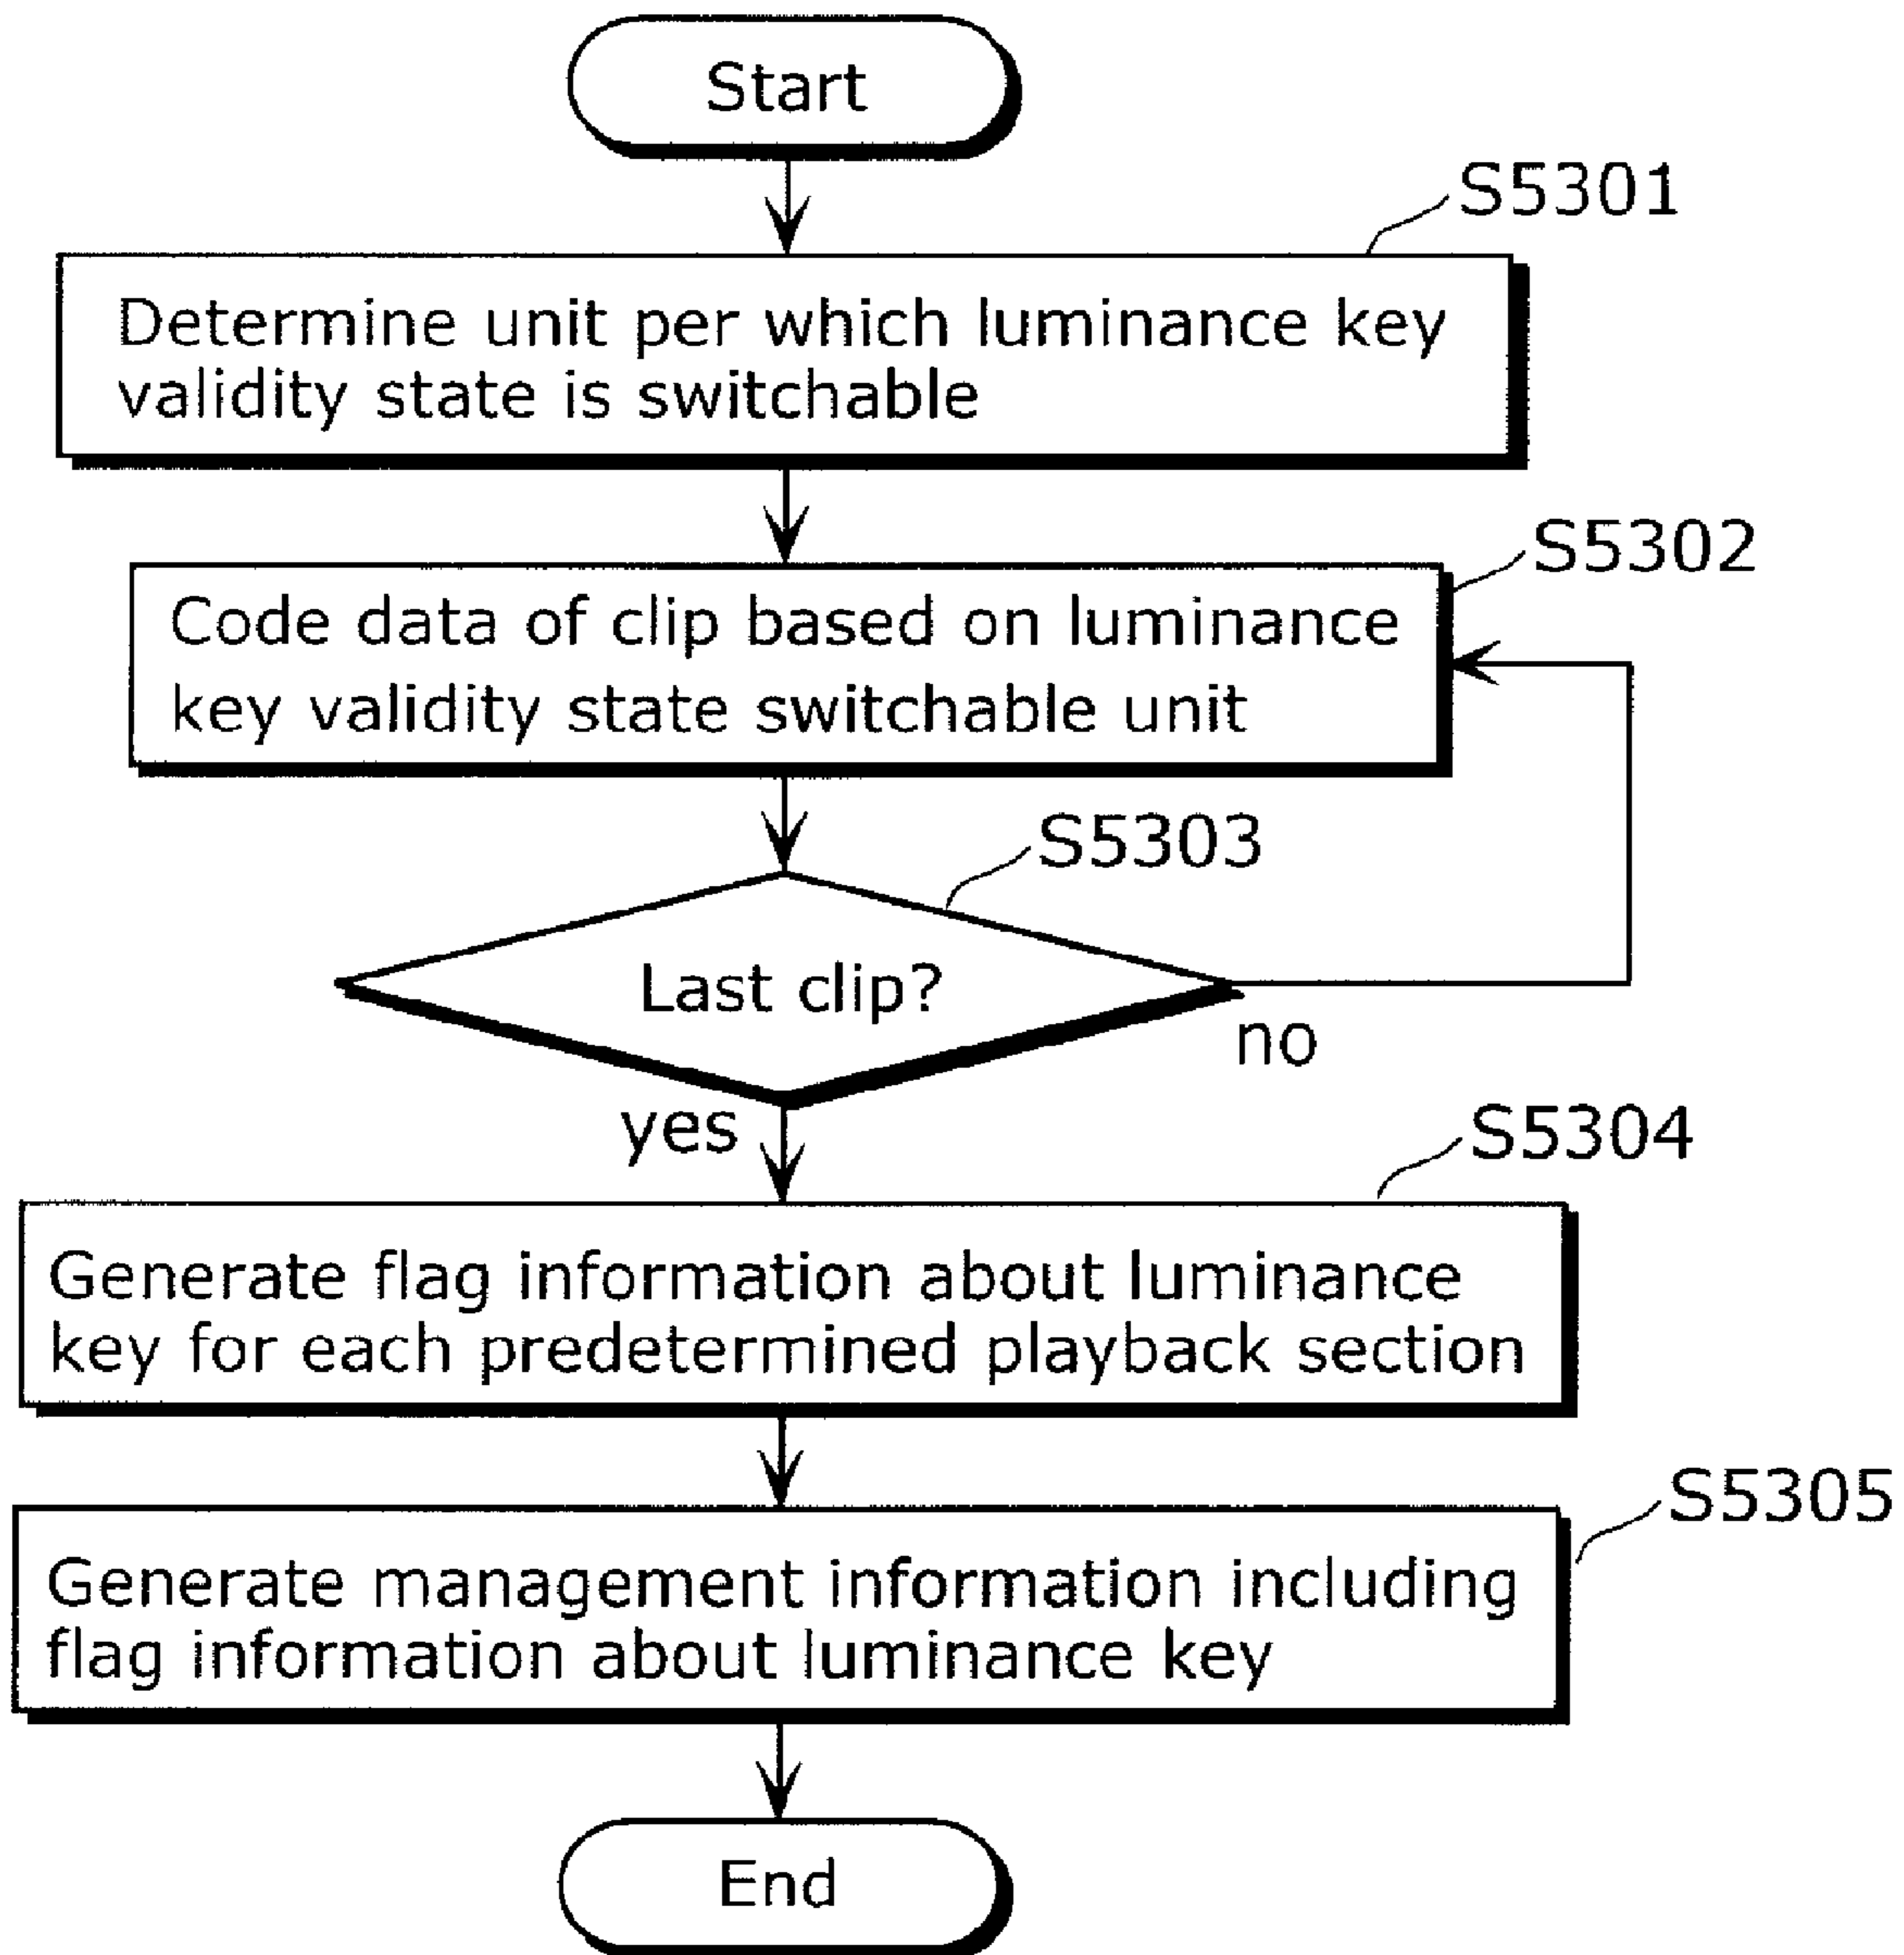 Start
S5301
Determine unit per which luminance key
validity state is switchable
S5302
Code data of clip based on luminance
key validity state switchable unit
S5303
Last clip?
no
yes
S5304
Generate flag information about luminance
key for each predetermined playback section
S5305
Generate management information including
flag information about luminance key
End